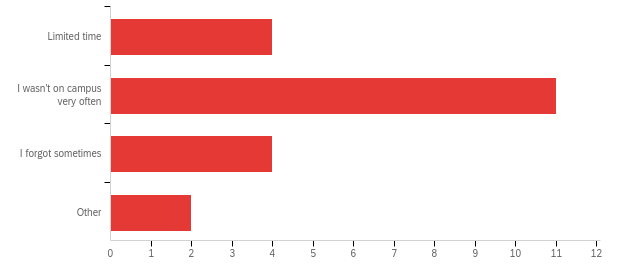 Limited time
I wasn't on campus
very often
I forgot sometimes
Other
0 1 2 3 4 5 6 7 8 9 10 11 12